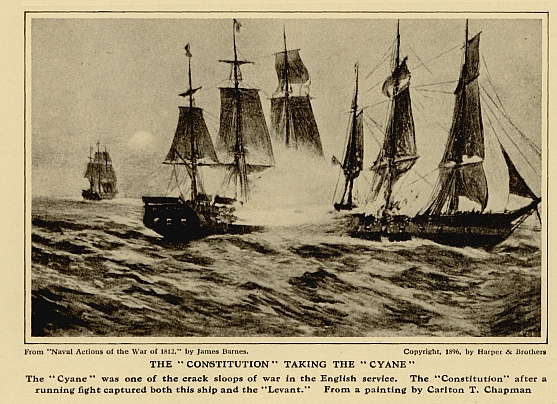 From "Naval Actions of the War of 1812," by James Barnes. Copyright, 1896, by Harper & Brothers
THE "CONSTITUTION" TAKING THE "CYANE"
The "Cyane" was one of the crack sloops of war in the English service. The "Constitution" after a
running fight captured both this ship and the "Levant." From a painting by Carlton T. Chapman